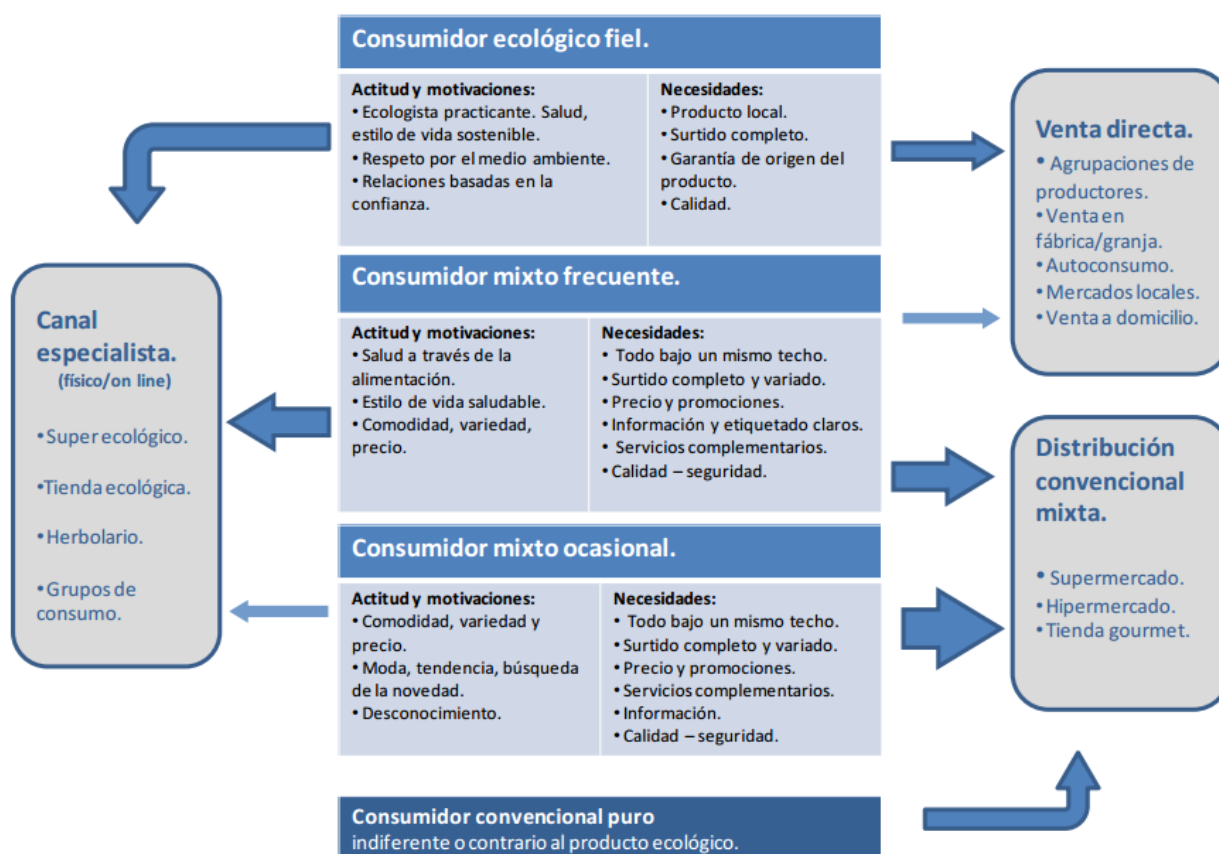 Consumidor ecológico fiel.
Actitud y motivaciones:
• Ecologista practicante. Salud,
estilo de vida sostenible.
• Respeto por el medio ambiente.
• Relaciones basadas en la
confianza.
Necesidades:
• Producto local.
• Surtido completo.
• Garantía de origen del
producto.
• Calidad.
Venta directa.
• Agrupaciones de
productores.
• Venta en
fábrica/granja.
• Autoconsumo.
• Mercados locales.
• Venta a domicilio.
Canal
especialista.
(físico/on line)
• Super ecológico.
• Tienda ecológica.
• Herbolario.
• Grupos de
consumo.
Consumidor mixto frecuente.
Actitud y motivaciones:
• Salud a través de la
alimentación.
• Estilo de vida saludable.
• Comodidad, variedad,
precio.
Necesidades:
• Todo bajo un mismo techo.
• Surtido completo y variado.
• Precio y promociones.
• Información y etiquetado claros.
• Servicios complementarios.
• Calidad – seguridad.
Distribución
convencional
mixta.
• Supermercado.
• Hipermercado.
• Tienda gourmet.
Consumidor mixto ocasional.
Actitud y motivaciones:
• Comodidad, variedad y
precio.
• Moda, tendencia, búsqueda
de la novedad.
• Desconocimiento.
Necesidades:
• Todo bajo un mismo techo.
• Surtido completo y variado.
• Precio y promociones.
• Servicios complementarios.
• Información.
• Calidad – seguridad.
Consumidor convencional puro
indiferente o contrario al producto ecológico.